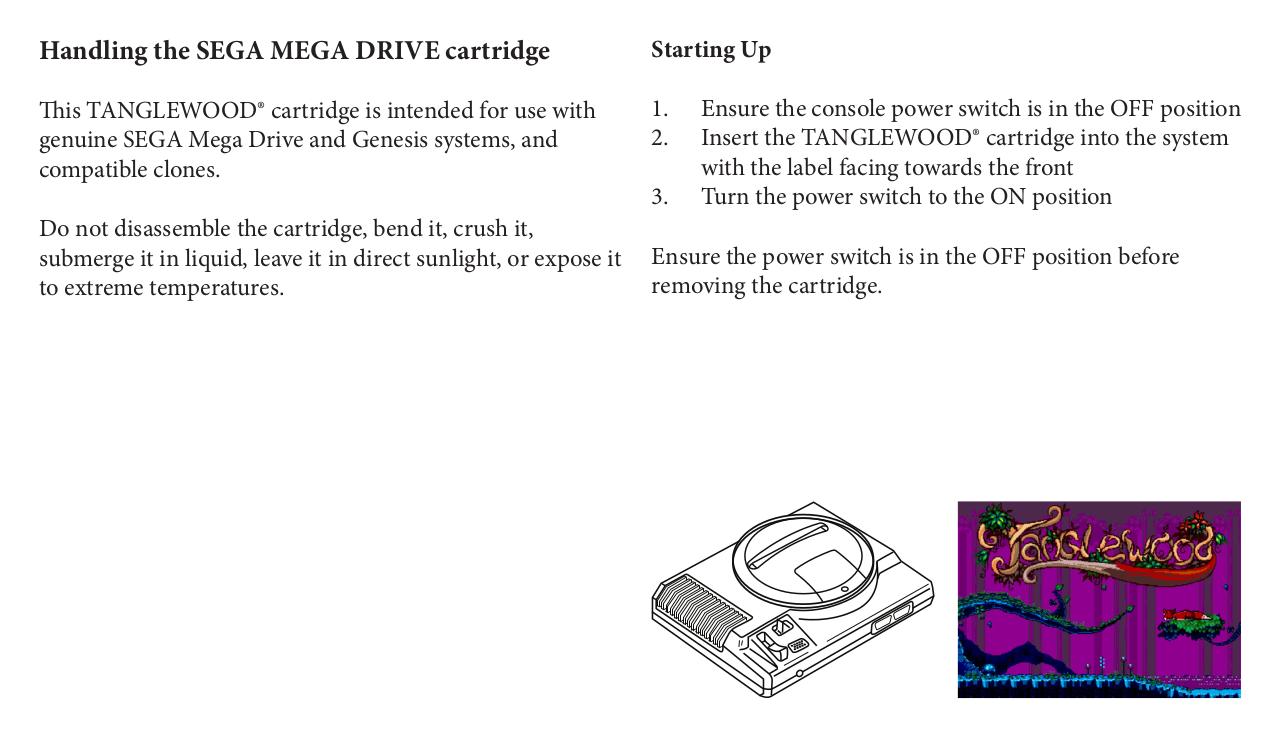 Handling the SEGA MEGA DRIVE cartridge
This TANGLEWOOD® cartridge is intended for use with
genuine SEGA Mega Drive and Genesis systems, and
compatible clones.
Do not disassemble the cartridge, bend it, crush it,
submerge it in liquid, leave it in direct sunlight, or expose it
to extreme temperatures.
Starting Up
1. Ensure the console power switch is in the OFF position
2. Insert the TANGLEWOOD® cartridge into the system
with the label facing towards the front
3. Turn the power switch to the ON position
Ensure the power switch is in the OFF position before
removing the cartridge.
Tanglewood